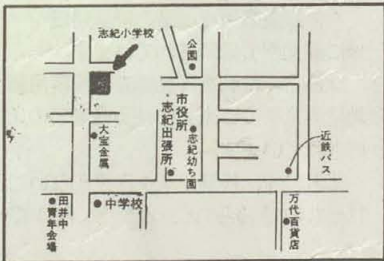 志紀小学校
公園
市役所
志紀出張所
志紀幼ち園
大宝金属
近鉄バス
田井中
青年会場
中学校
万代
百貨店